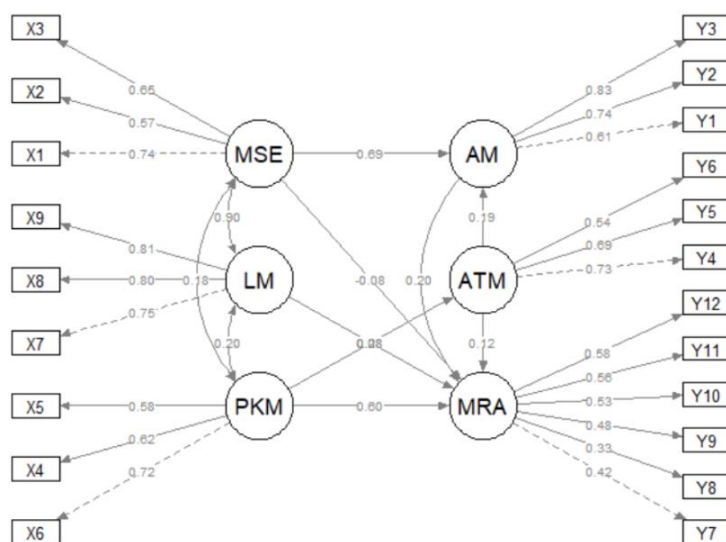 X3
Y3
X2
Y2
X1
Y1
0.65
0.57
0.74
MSE
0.69
AM
0.83
0.74
0.61
Y6
X9
Y5
0.90
0.19
0.54
0.69
0.81
X8
0.80
0.18
LM
-0.08
0.20
ATM
0.73
Y4
0.75
X7
Y12
0.20
0.12
0.58
Y11
X5
0.58
PKM
0.60
MRA
0.56
0.53
Y10
0.62
0.48
Y9
X4
0.72
0.33
Y8
0.42
X6
Y7